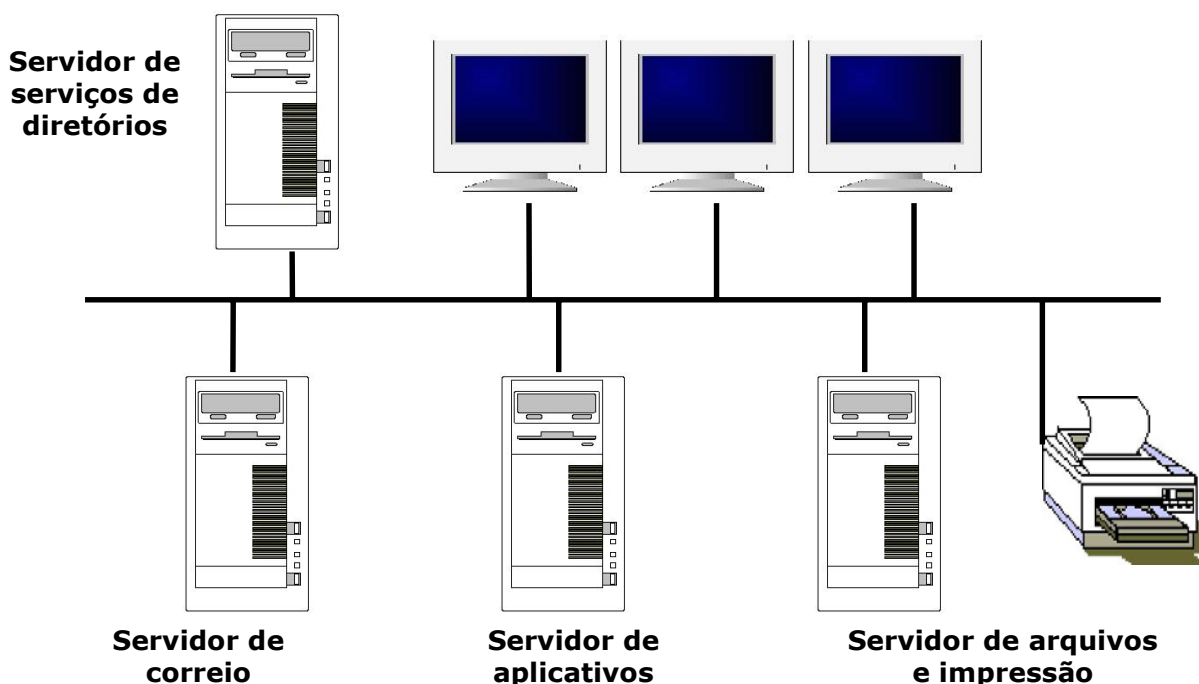 Servidor de
serviços de
diretórios
Servidor de
correio
Servidor de
aplicativos
Servidor de arquivos
e impressão